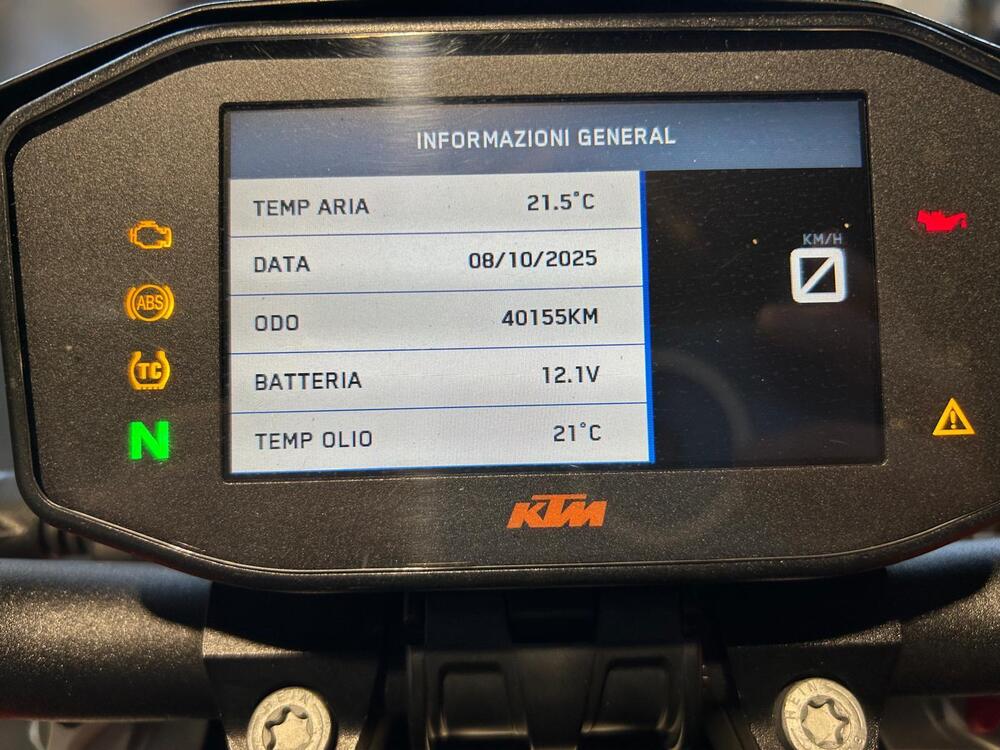 INFORMAZIONI GENERAL
TEMP ARIA 21.5°C
DATA 08/10/2025
ODO 40155KM
BATTERIA 12.1V
TEMP OLIO 21°C
KM/H
0
ABS
TC
N
KTM